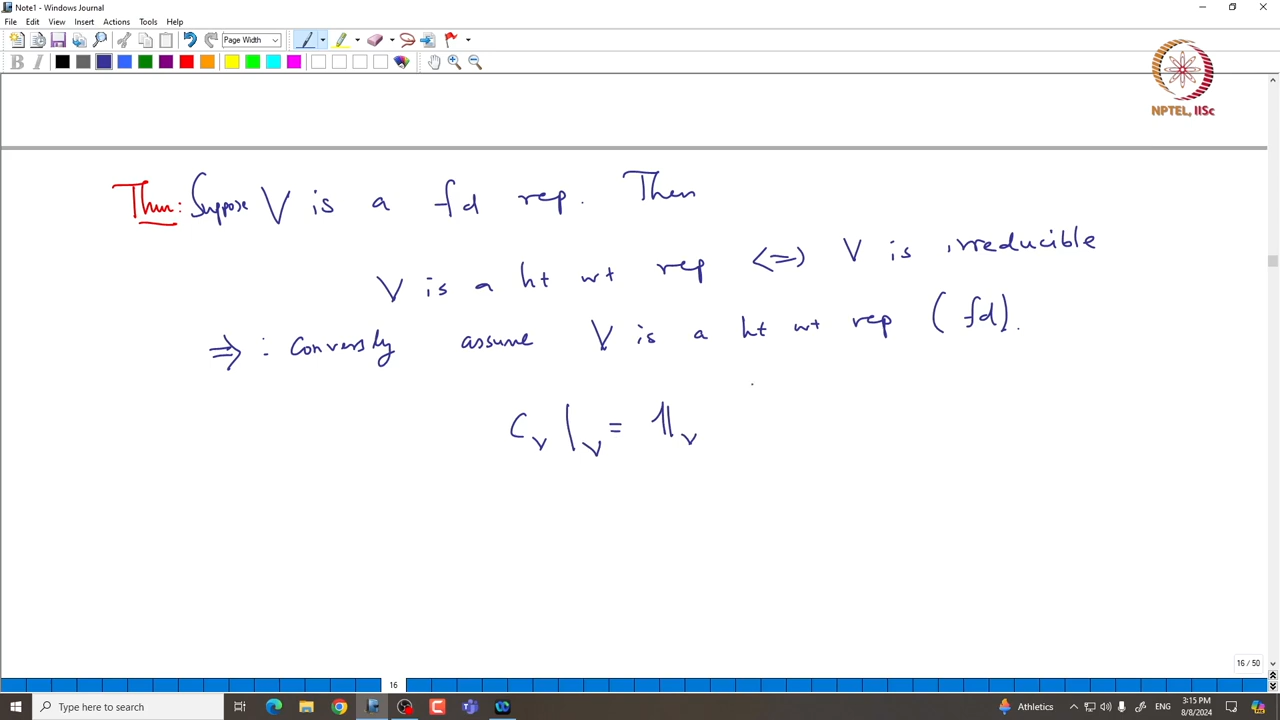 Note1 - Windows Journal
File Edit View Insert Actions Tools Help
Page Width
B I
NPTEL, IISc
Thm: Suppose V is a fd rep. Then
V is a ht wt rep <=> V is irreducible
⇒ : Conversly assume V is a ht wt rep (fd).
C_V |_V = 𝟙_V
16 / 50
16
Type here to search
Athletics
3:15 PM
8/8/2024